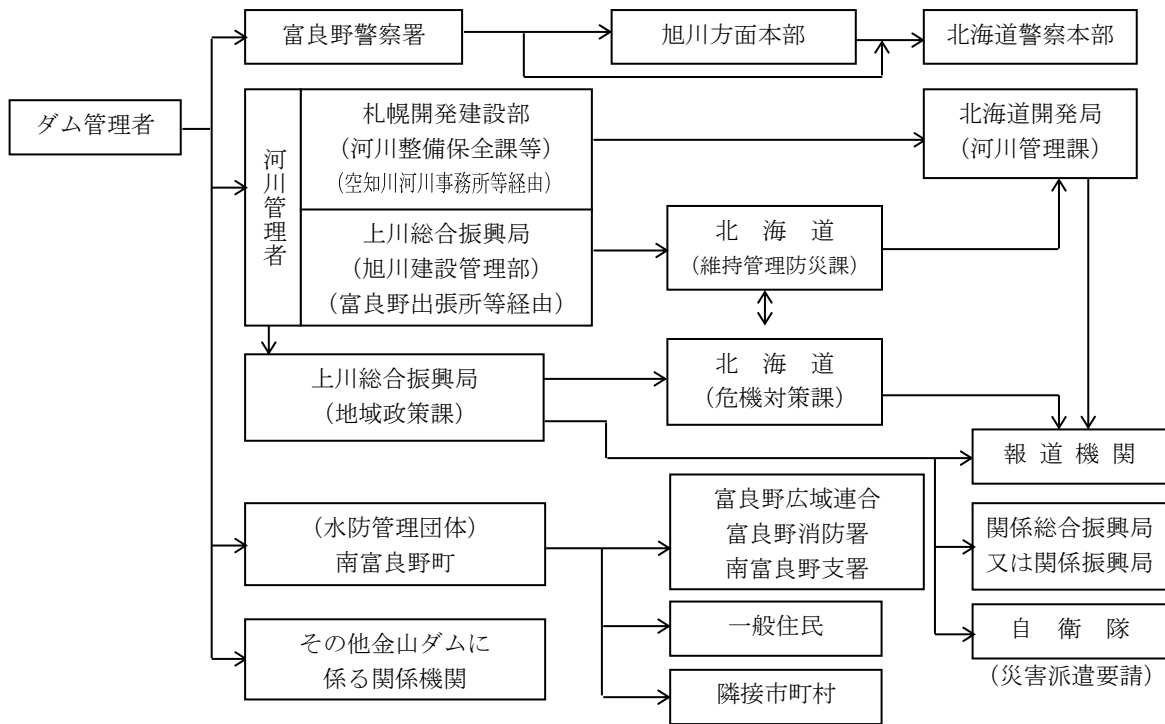 富良野警察署
旭川方面本部
北海道警察本部
ダム管理者
河川管理者
札幌開発建設部
(河川整備保全課等)
(空知川河川事務所等経由)
北海道開発局
(河川管理課)
上川総合振興局
(旭川建設管理部)
(富良野出張所等経由)
北 海 道
(維持管理防災課)
上川総合振興局
(地域政策課)
北 海 道
(危機対策課)
報 道 機 関
(水防管理団体)
南富良野町
富良野広域連合
富良野消防署
南富良野支署
関係総合振興局
又は関係振興局
一般住民
自 衛 隊
(災害派遣要請)
その他金山ダムに
係る関係機関
隣接市町村